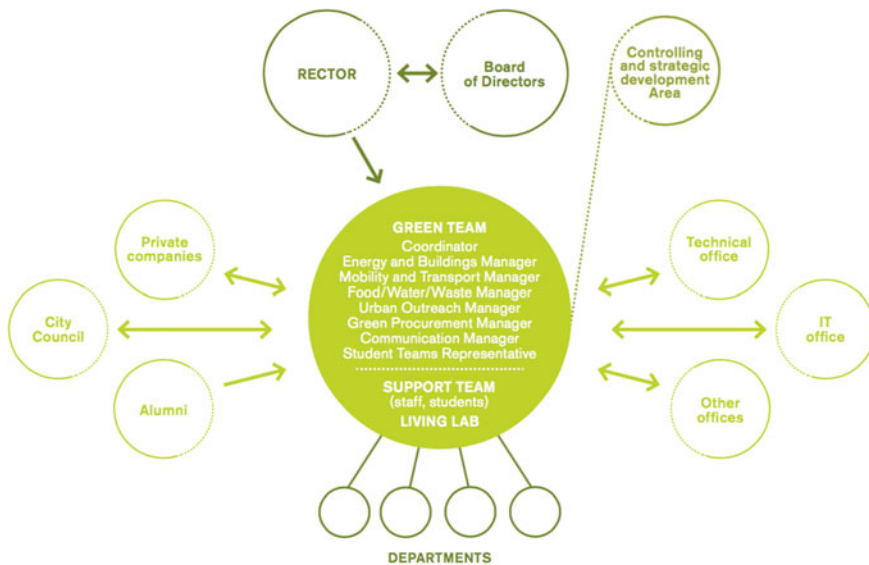 RECTOR
Board
of Directors
Controlling
and strategic
development
Area
Private
companies
City
Council
Alumni
GREEN TEAM
Coordinator
Energy and Buildings Manager
Mobility and Transport Manager
Food/Water/Waste Manager
Urban Outreach Manager
Green Procurement Manager
Communication Manager
Student Teams Representative
SUPPORT TEAM
(staff, students)
LIVING LAB
Technical
office
IT
office
Other
offices
DEPARTMENTS